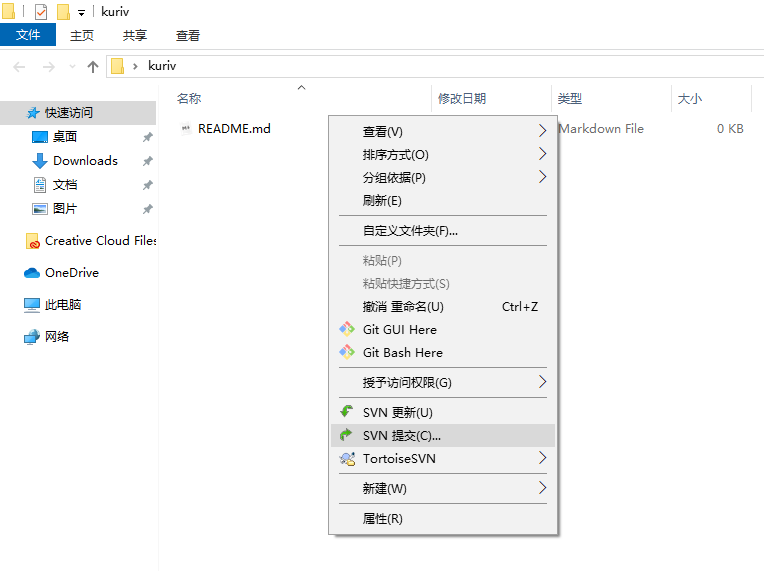 kuriv
文件 主页 共享 查看
kuriv
名称 修改日期 类型 大小
快速访问
桌面
Downloads
文档
图片
Creative Cloud Files
OneDrive
此电脑
网络
README.md Markdown File 0 KB
查看(V)
排序方式(O)
分组依据(P)
刷新(E)
自定义文件夹(F)...
粘贴(P)
粘贴快捷方式(S)
撤消 重命名(U) Ctrl+Z
Git GUI Here
Git Bash Here
授予访问权限(G)
SVN 更新(U)
SVN 提交(C)...
TortoiseSVN
新建(W)
属性(R)